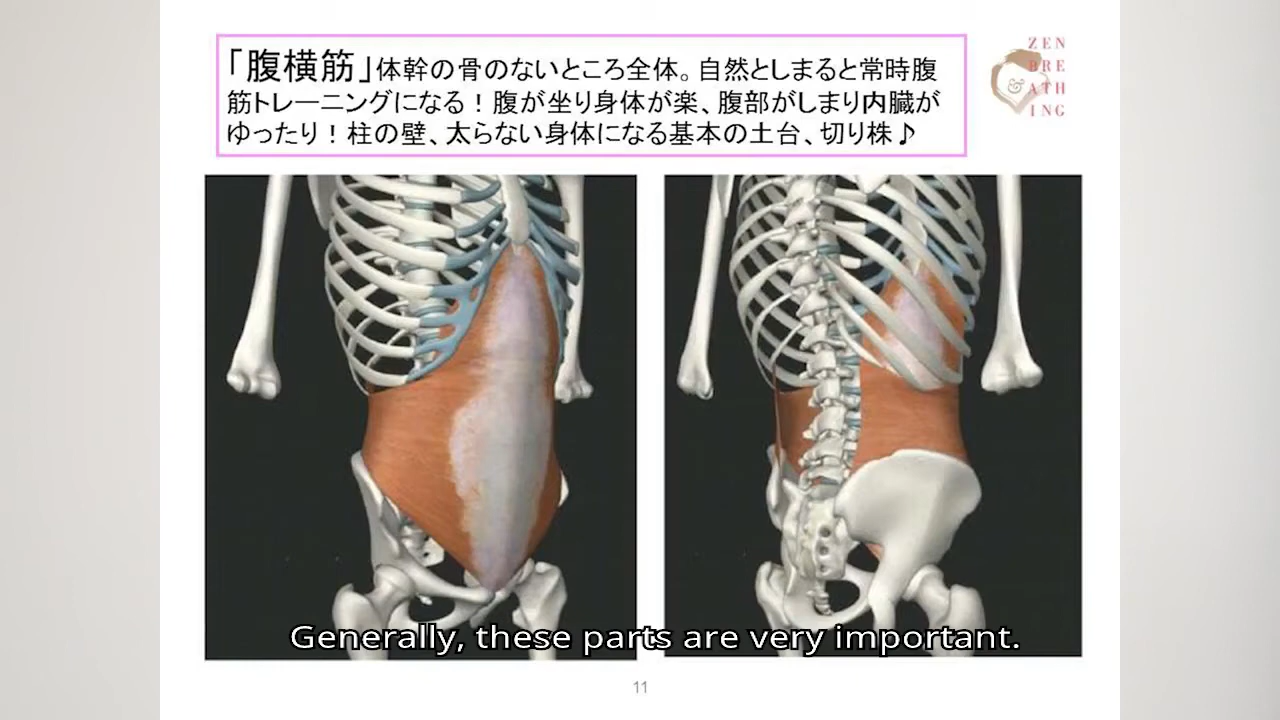 「腹横筋」体幹の骨のないところ全体。自然としまると常時腹
筋トレーニングになる！腹が坐り身体が楽、腹部がしまり内臓が
ゆったり！柱の壁、太らない身体になる基本の土台、切り株♪
ZEN
BRE
& ATH
ING
Generally, these parts are very important.
11